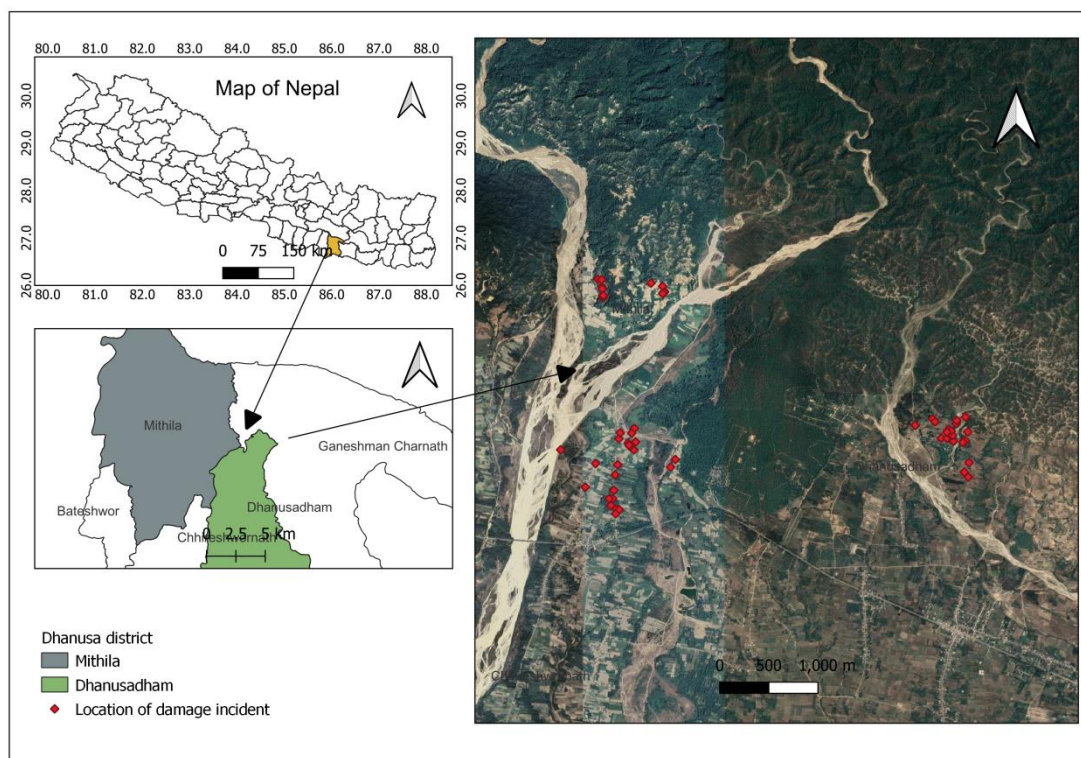 80.0 81.0 82.0 83.0 84.0 85.0 86.0 87.0 88.0
Map of Nepal
30.0
29.0
28.0
27.0
26.0
30.0
29.0
28.0
27.0
26.0
0 75 150 km
80.0 81.0 82.0 83.0 84.0 85.0 86.0 87.0 88.0
Mithila
Ganeshman Charnath
Bateshwor
Dhanusadham
0 2.5 5 Km
Chhireshwornath
Dhanusa district
Mithila
Dhanusadham
Location of damage incident
Mithila
Dhanusadham
0 500 1,000 m